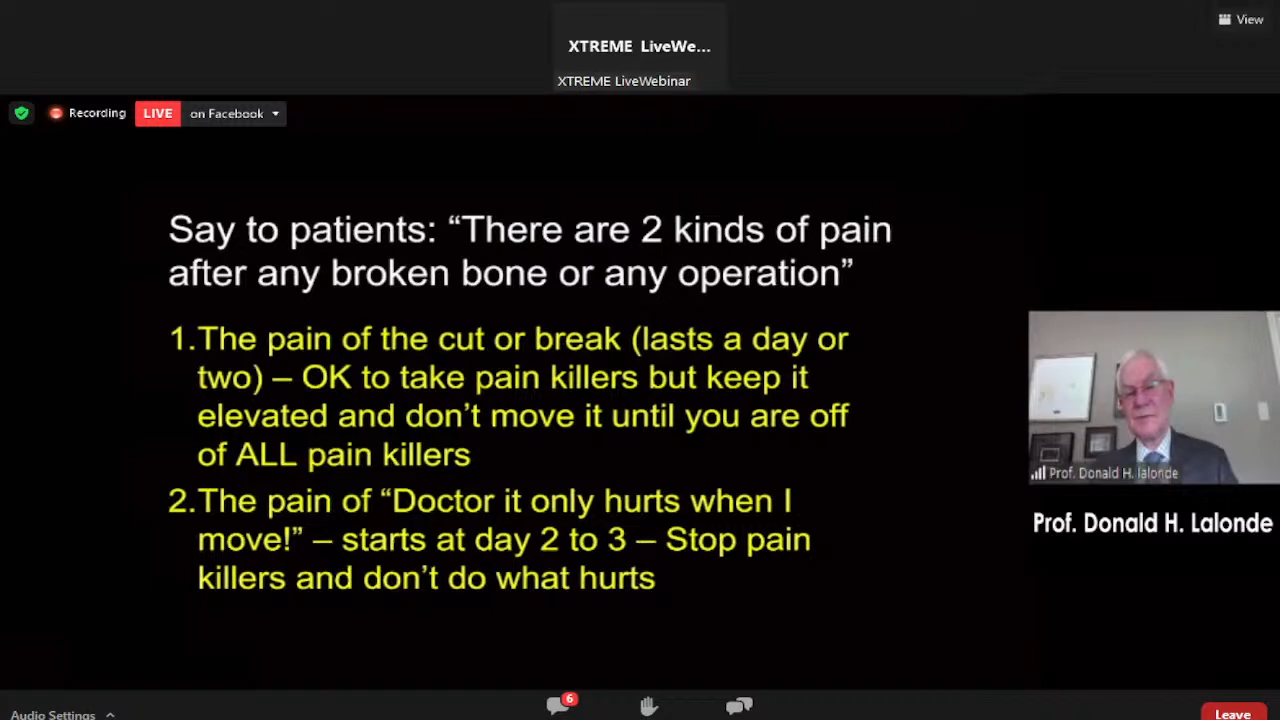 XTREME LiveWe...
View
XTREME LiveWebinar
Recording
LIVE
on Facebook
Say to patients: “There are 2 kinds of pain
after any broken bone or any operation”
1.The pain of the cut or break (lasts a day or
two) – OK to take pain killers but keep it
elevated and don’t move it until you are off
of ALL pain killers
2.The pain of “Doctor it only hurts when I
move!” – starts at day 2 to 3 – Stop pain
killers and don’t do what hurts
Prof. Donald H. lalonde
Prof. Donald H. Lalonde
6
Audio Settings
Leave